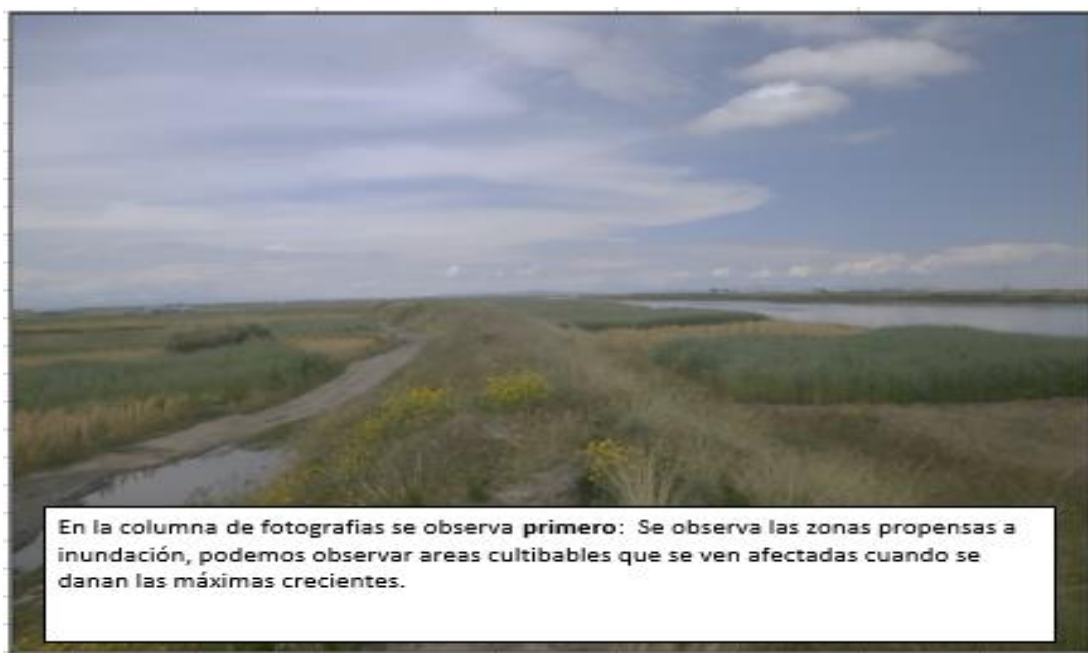 En la columna de fotografias se observa primero: Se observa las zonas propensas a
inundación, podemos observar areas cultibables que se ven afectadas cuando se
danan las máximas crecientes.